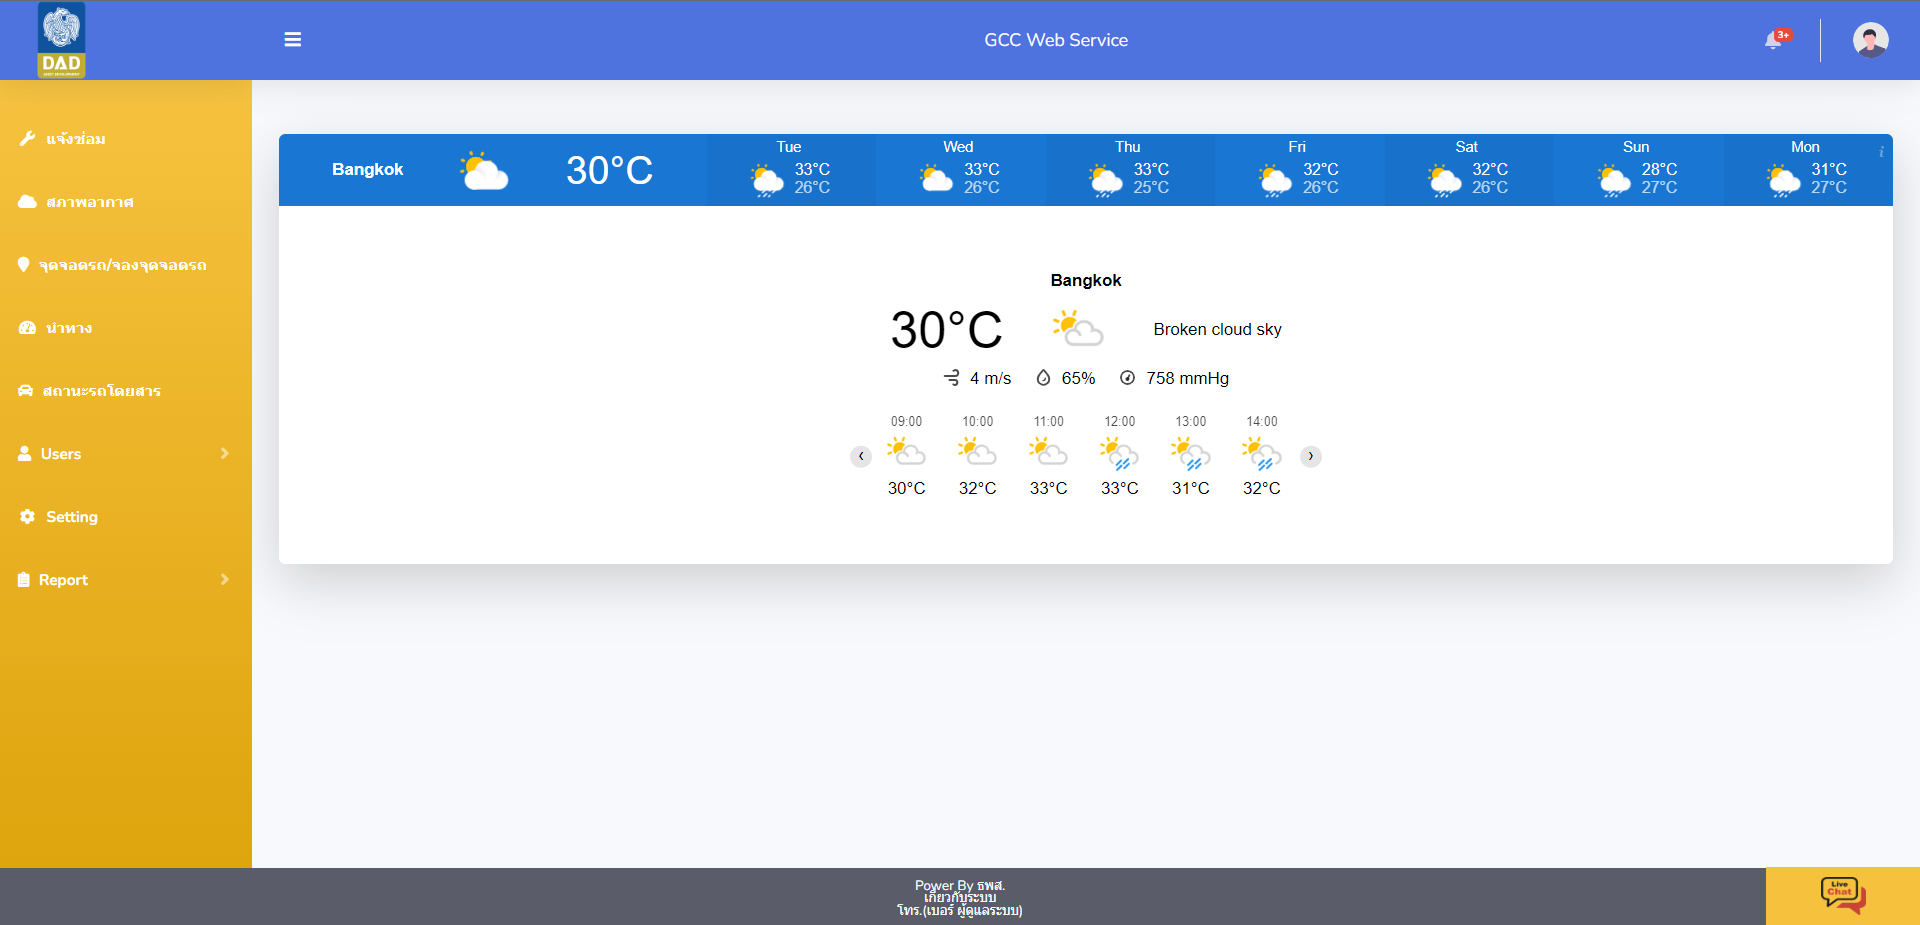 DAD
ASSET DEVELOPMENT
GCC Web Service
3+
แจ้งซ่อม
สภาพอากาศ
จุดจอดรถ/จองจุดจอดรถ
นำทาง
สถานะรถโดยสาร
Users
Setting
Report
Bangkok
30°C
Tue
33°C
26°C
Wed
33°C
26°C
Thu
33°C
25°C
Fri
32°C
26°C
Sat
32°C
26°C
Sun
28°C
27°C
Mon
31°C
27°C
i
Bangkok
30°C
Broken cloud sky
4 m/s 65% 758 mmHg
09:00 10:00 11:00 12:00 13:00 14:00
30°C 32°C 33°C 33°C 31°C 32°C
Power By ธพส.
เกี่ยวกับระบบ
โทร.(เบอร์ ผู้ดูแลระบบ)
Live
Chat